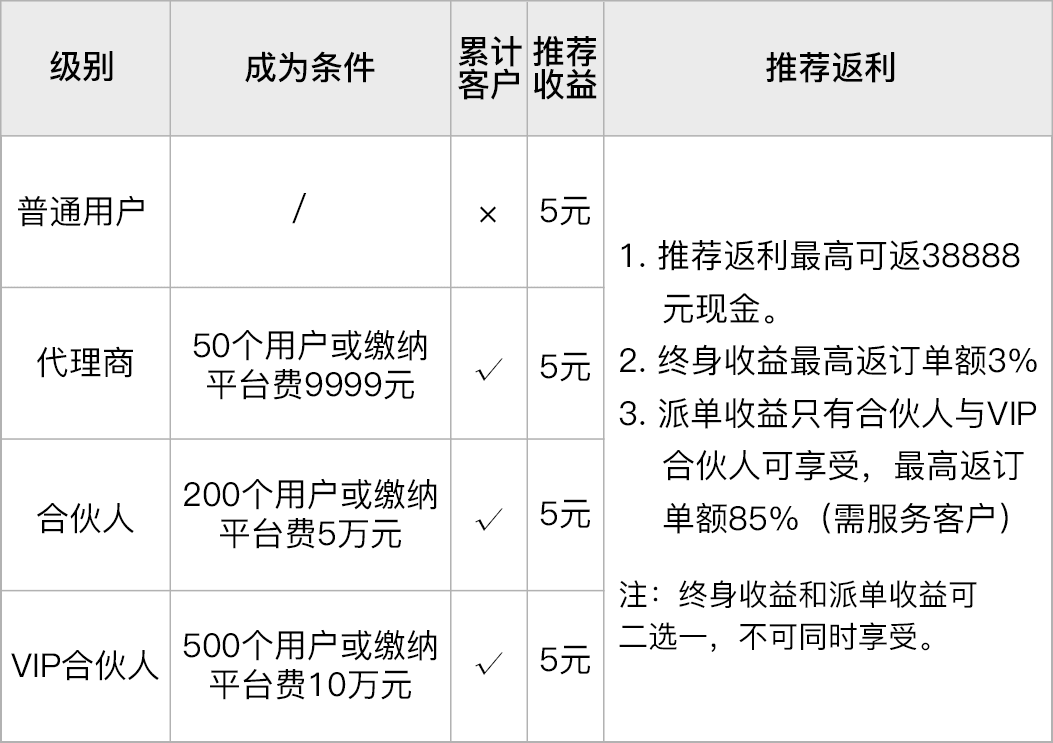 级别
成为条件
累计
客户
推荐
收益
推荐返利
普通用户
/
×
5元
代理商
50个用户或缴纳
平台费9999元
√
5元
合伙人
200个用户或缴纳
平台费5万元
√
5元
VIP合伙人
500个用户或缴纳
平台费10万元
√
5元
1. 推荐返利最高可返38888
元现金。
2. 终身收益最高返订单额3%
3. 派单收益只有合伙人与VIP
合伙人可享受，最高返订
单额85%（需服务客户）
注：终身收益和派单收益可
二选一，不可同时享受。